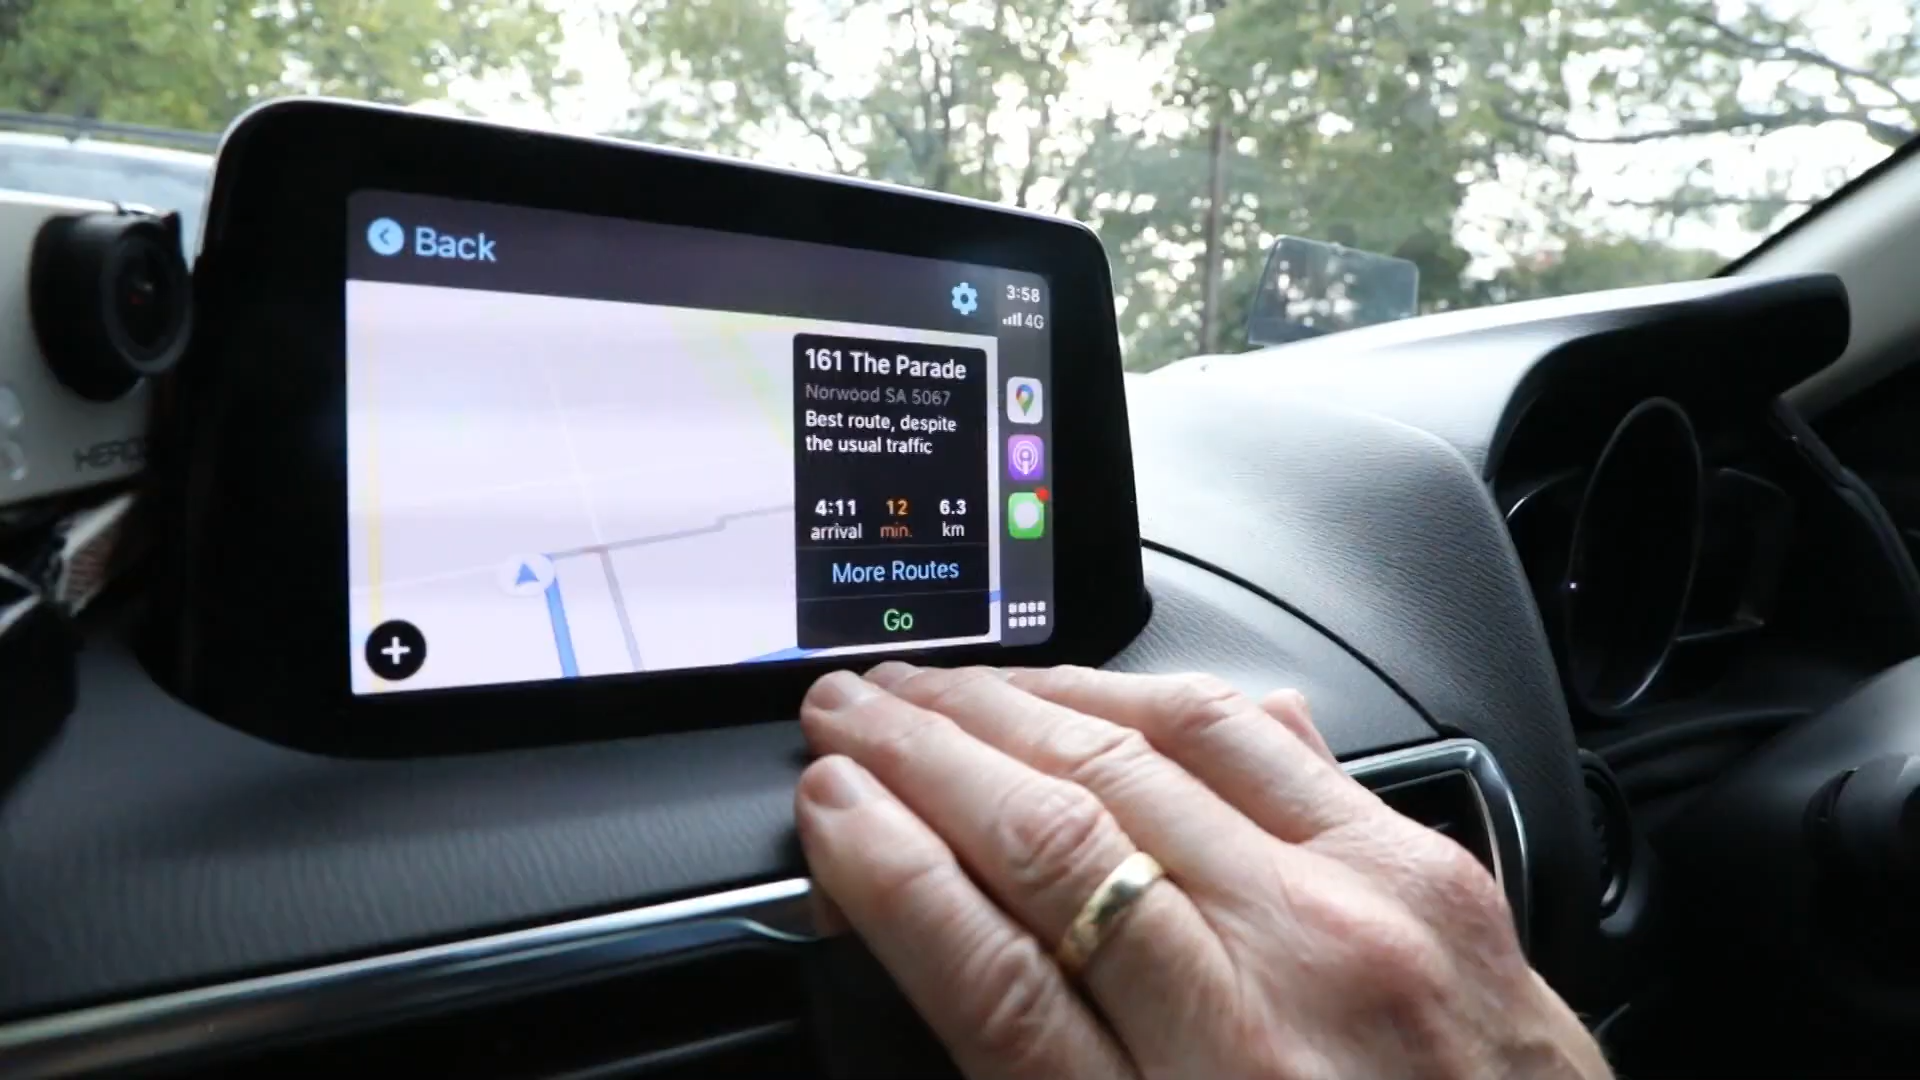 Back
3:58
4G
161 The Parade
Norwood SA 5067
Best route, despite
the usual traffic
4:11 12 6.3
arrival min. km
More Routes
Go